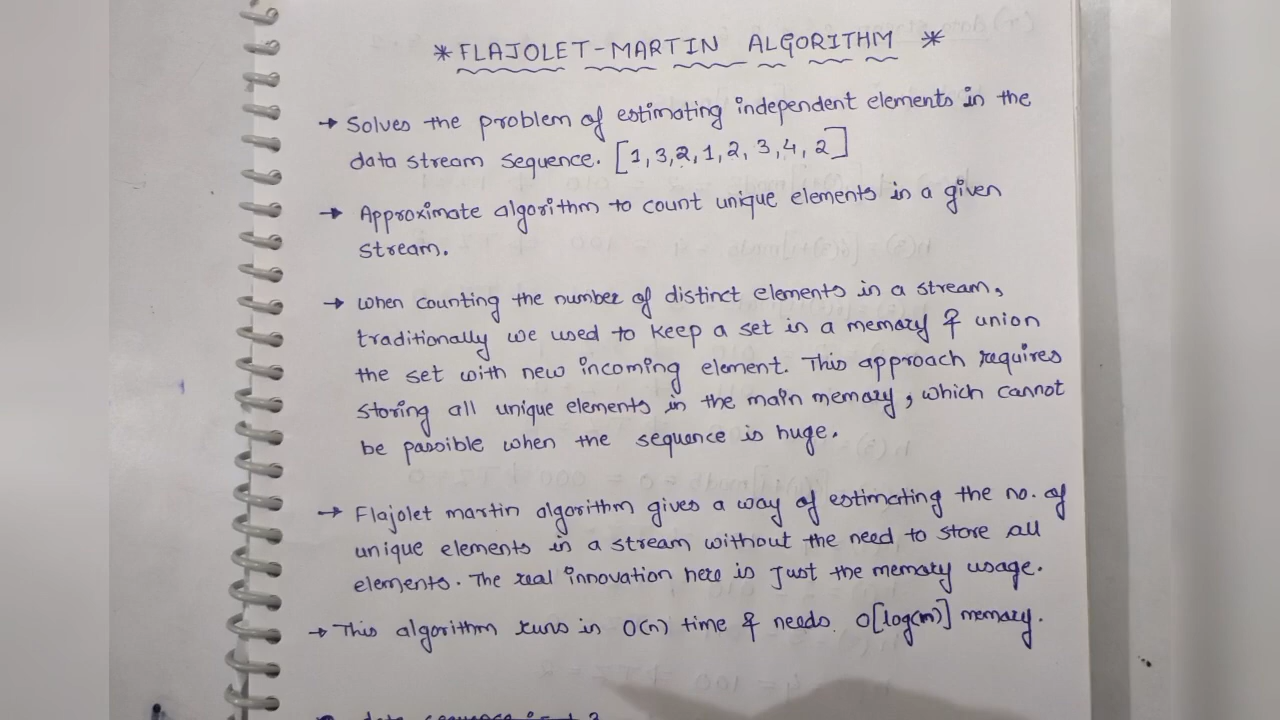 * FLAJOLET-MARTIN ALGORITHM *
→ Solves the problem of estimating independent elements in the
data stream sequence. [1,3,2,1,2,3,4,2]
→ Approximate algorithm to count unique elements in a given
stream.
→ when counting the number of distinct elements in a stream,
traditionally we used to keep a set in a memory & union
the set with new incoming element. This approach requires
storing all unique elements in the main memory, which cannot
be possible when the sequence is huge.
→ Flajolet martin algorithm gives a way of estimating the no. of
unique elements in a stream without the need to store all
elements. The real innovation here is Just the memory usage.
→ This algorithm runs in O(n) time & needs O[log(m)] memory.
data sequence